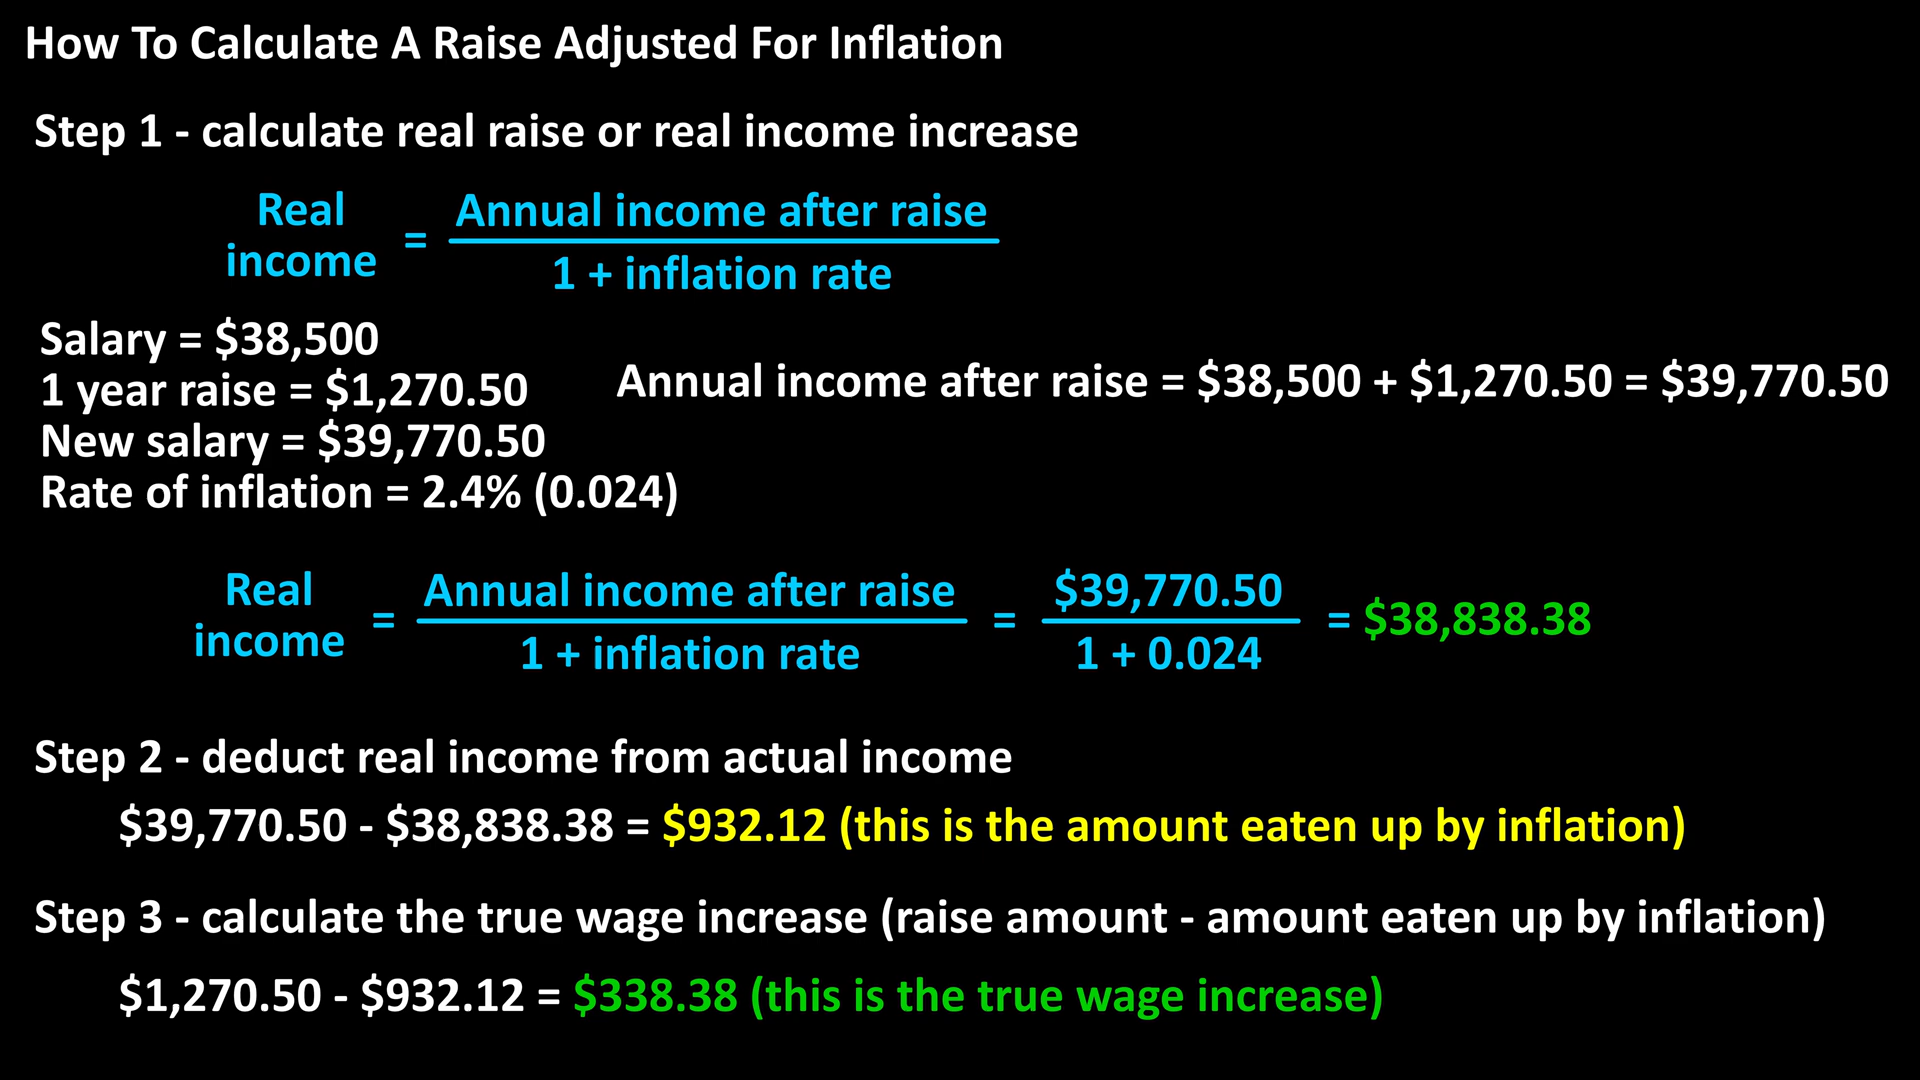 How To Calculate A Raise Adjusted For Inflation
Step 1 - calculate real raise or real income increase
Real income = Annual income after raise / 1 + inflation rate
Salary = $38,500
1 year raise = $1,270.50
Annual income after raise = $38,500 + $1,270.50 = $39,770.50
New salary = $39,770.50
Rate of inflation = 2.4% (0.024)
Real income = Annual income after raise / 1 + inflation rate = $39,770.50 / 1 + 0.024 = $38,838.38
Step 2 - deduct real income from actual income
$39,770.50 - $38,838.38 = $932.12 (this is the amount eaten up by inflation)
Step 3 - calculate the true wage increase (raise amount - amount eaten up by inflation)
$1,270.50 - $932.12 = $338.38 (this is the true wage increase)